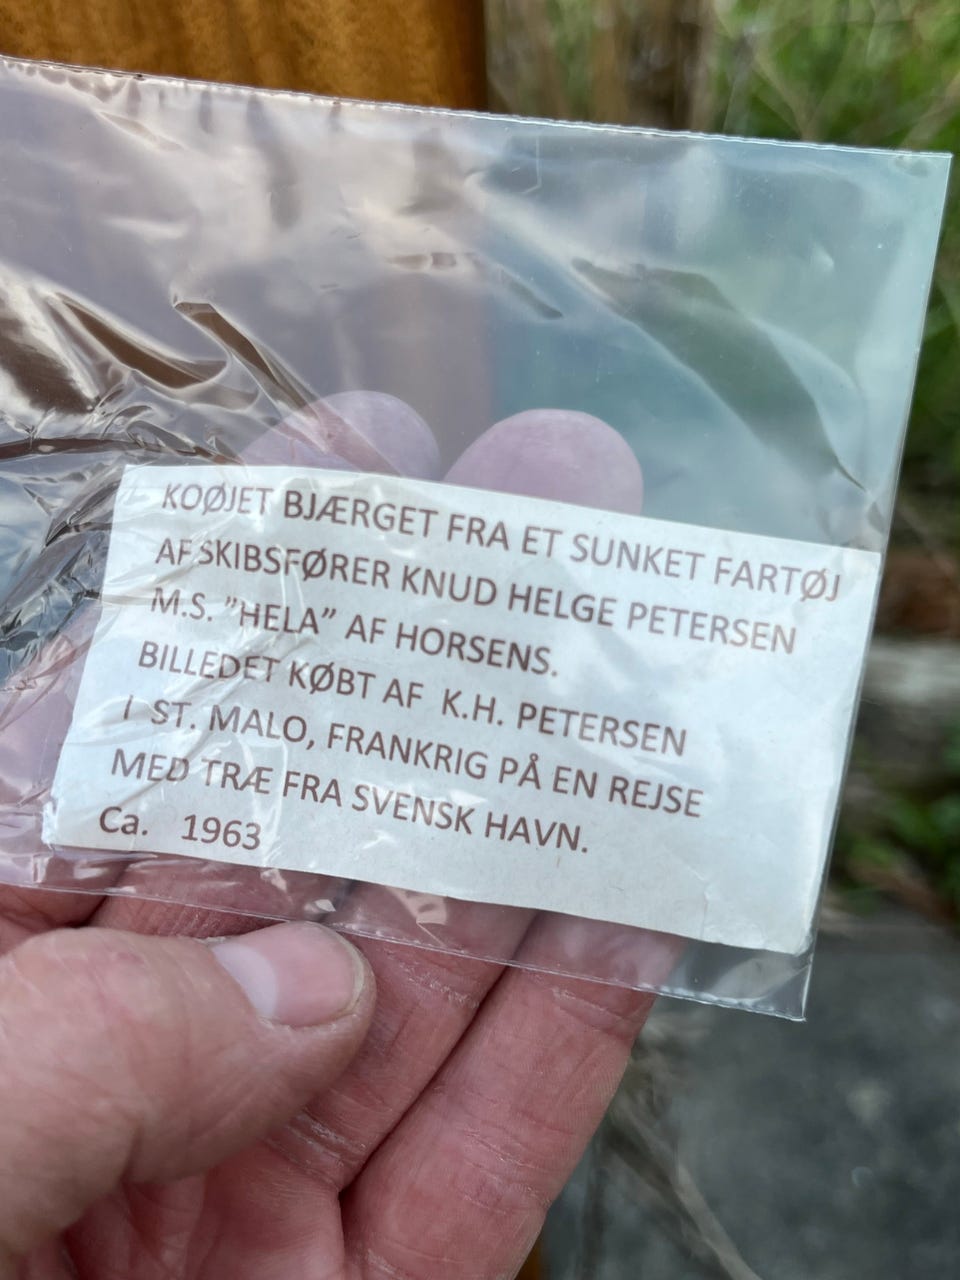 KOØJET BJÆRGET FRA ET SUNKET FARTØJ
AF SKIBSFØRER KNUD HELGE PETERSEN
M.S. "HELA" AF HORSENS.
BILLEDET KØBT AF K.H. PETERSEN
I ST. MALO, FRANKRIG PÅ EN REJSE
MED TRÆ FRA SVENSK HAVN.
Ca. 1963